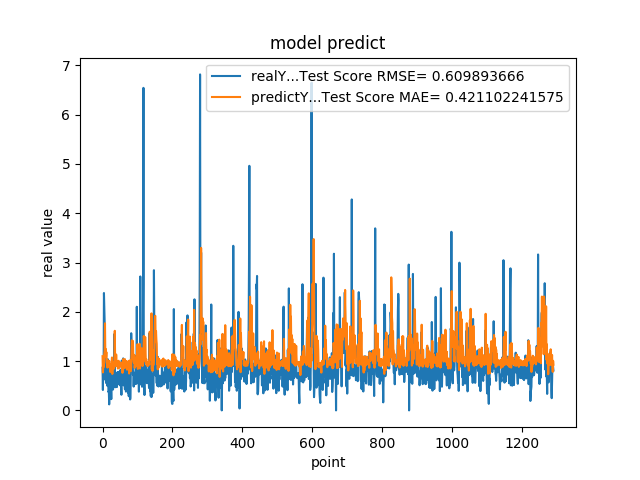 model predict
realY...Test Score RMSE= 0.609893666
predictY...Test Score MAE= 0.421102241575
real value
7
6
5
4
3
2
1
0
0 200 400 600 800 1000 1200
point